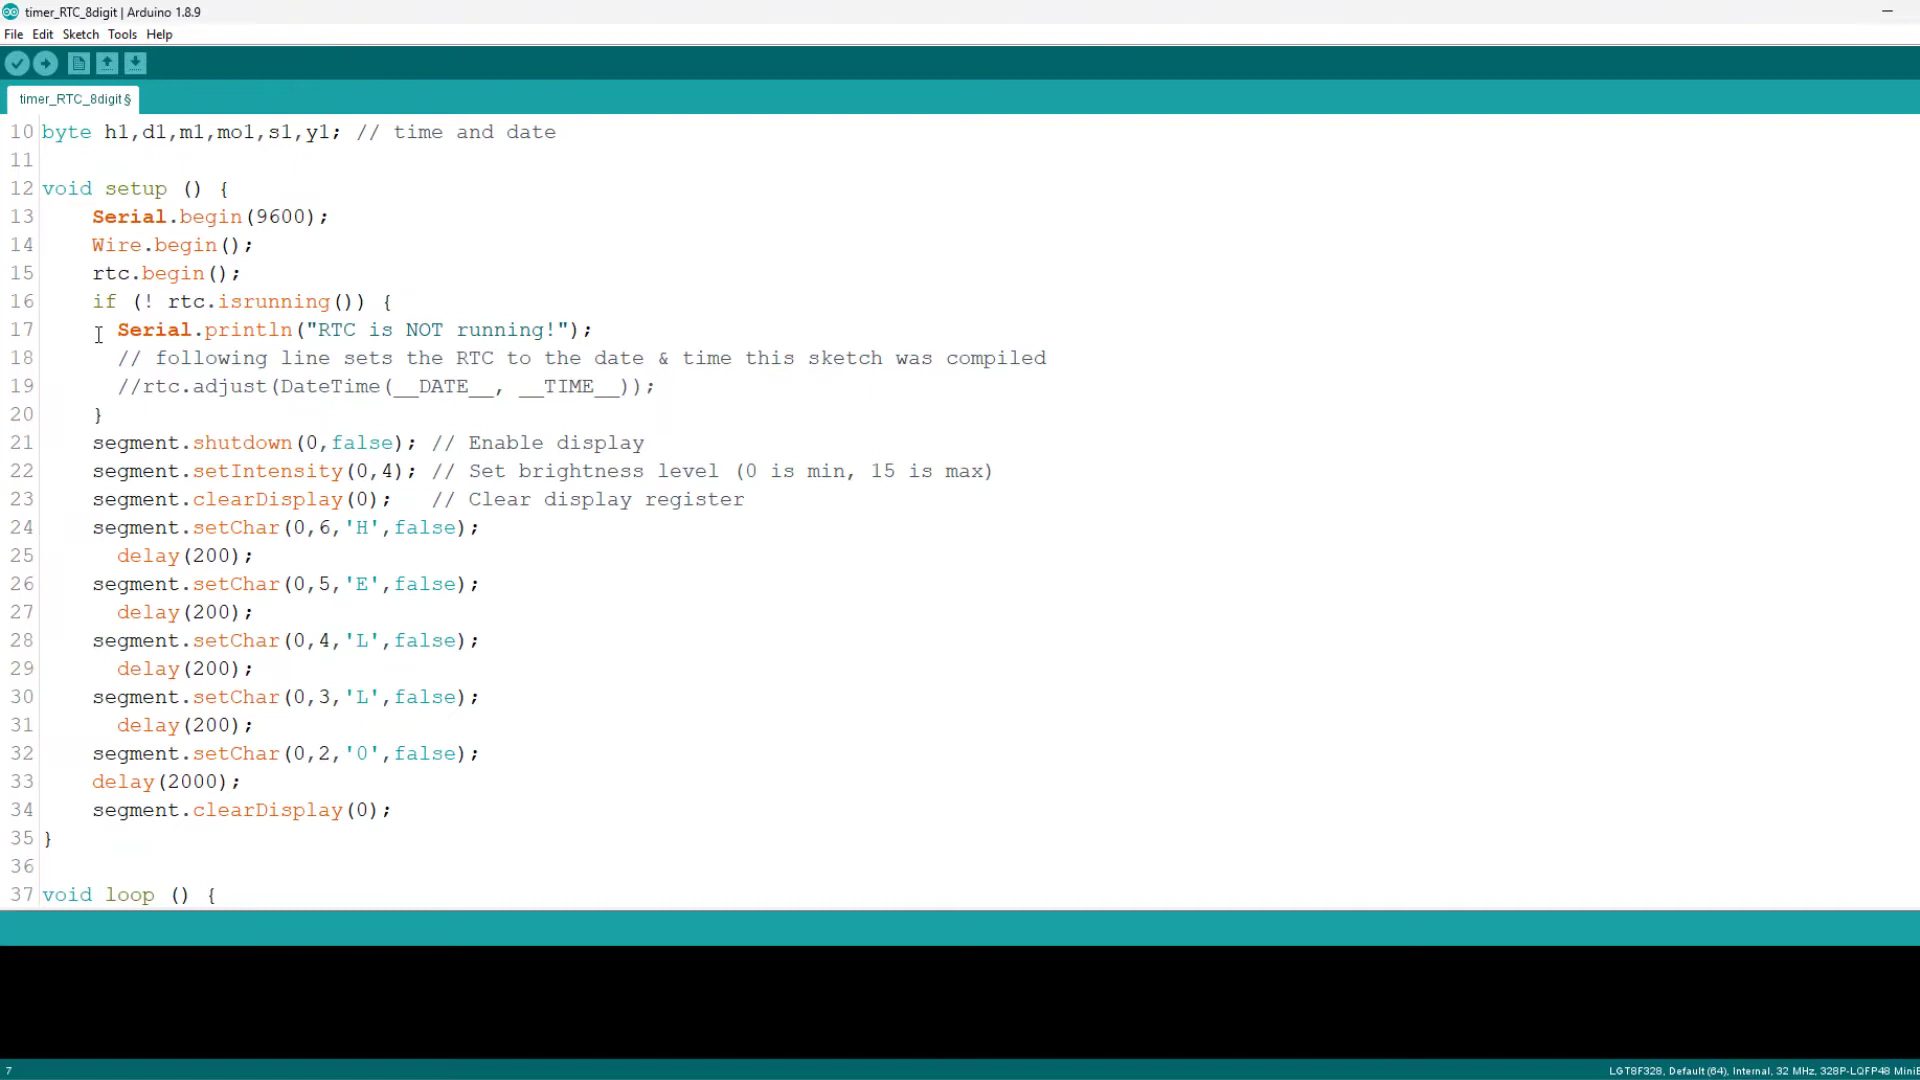 timer_RTC_8digit | Arduino 1.8.9
File Edit Sketch Tools Help
timer_RTC_8digit§
10 byte h1,d1,m1,mo1,s1,y1; // time and date
11
12 void setup () {
13 Serial.begin(9600);
14 Wire.begin();
15 rtc.begin();
16 if (! rtc.isrunning()) {
17 Serial.println("RTC is NOT running!");
18 // following line sets the RTC to the date & time this sketch was compiled
19 //rtc.adjust(DateTime(__DATE__, __TIME__));
20 }
21 segment.shutdown(0,false); // Enable display
22 segment.setIntensity(0,4); // Set brightness level (0 is min, 15 is max)
23 segment.clearDisplay(0); // Clear display register
24 segment.setChar(0,6,'H',false);
25 delay(200);
26 segment.setChar(0,5,'E',false);
27 delay(200);
28 segment.setChar(0,4,'L',false);
29 delay(200);
30 segment.setChar(0,3,'L',false);
31 delay(200);
32 segment.setChar(0,2,'0',false);
33 delay(2000);
34 segment.clearDisplay(0);
35 }
36
37 void loop () {
7
LGT8F328, Default (64), Internal, 32 MHz, 328P-LQFP48 MiniE